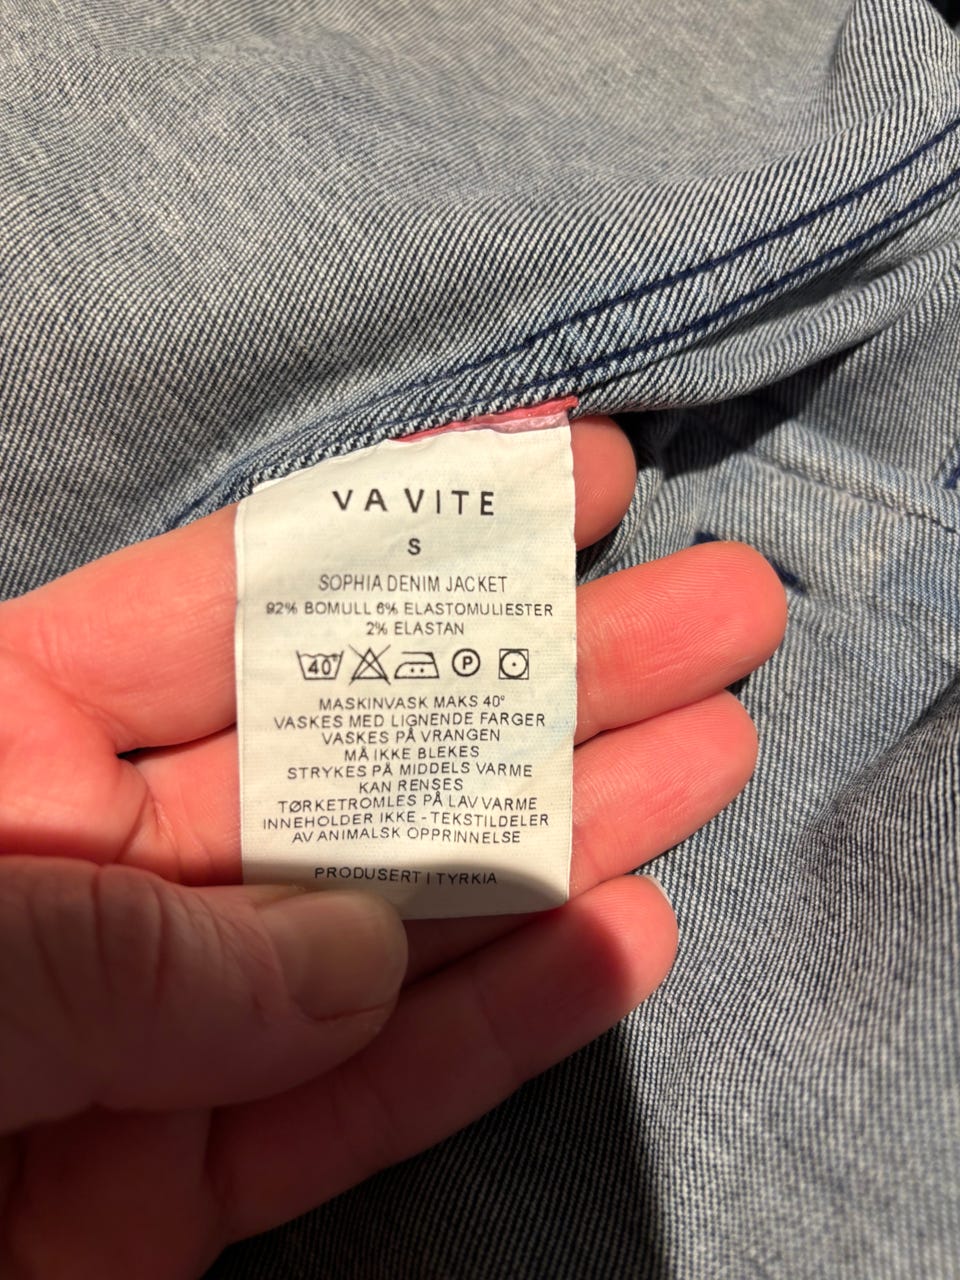 VAVITE
S
SOPHIA DENIM JACKET
92% BOMULL 6% ELASTOMULIESTER
2% ELASTAN
40° P
MASKINVASK MAKS 40°
VASKES MED LIGNENDE FARGER
VASKES PÅ VRANGEN
MÅ IKKE BLEKES
STRYKES PÅ MIDDELS VARME
KAN RENSES
TØRKETROMLES PÅ LAV VARME
INNEHOLDER IKKE - TEKSTILDELER
AV ANIMALSK OPPRINNELSE
PRODUSERT I TYRKIA